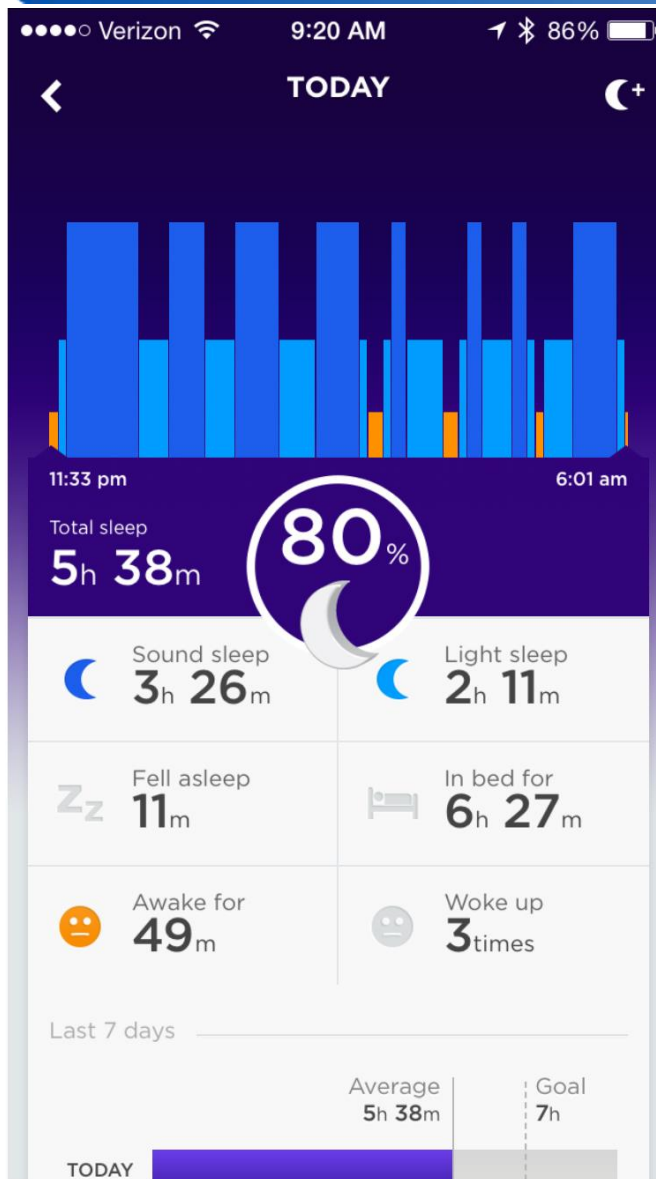 Verizon 9:20 AM 86%
TODAY
11:33 pm 6:01 am
Total sleep
5h 38m
80%
Sound sleep
3h 26m
Light sleep
2h 11m
Fell asleep
11m
In bed for
6h 27m
Awake for
49m
Woke up
3times
Last 7 days
Average
5h 38m
Goal
7h
TODAY